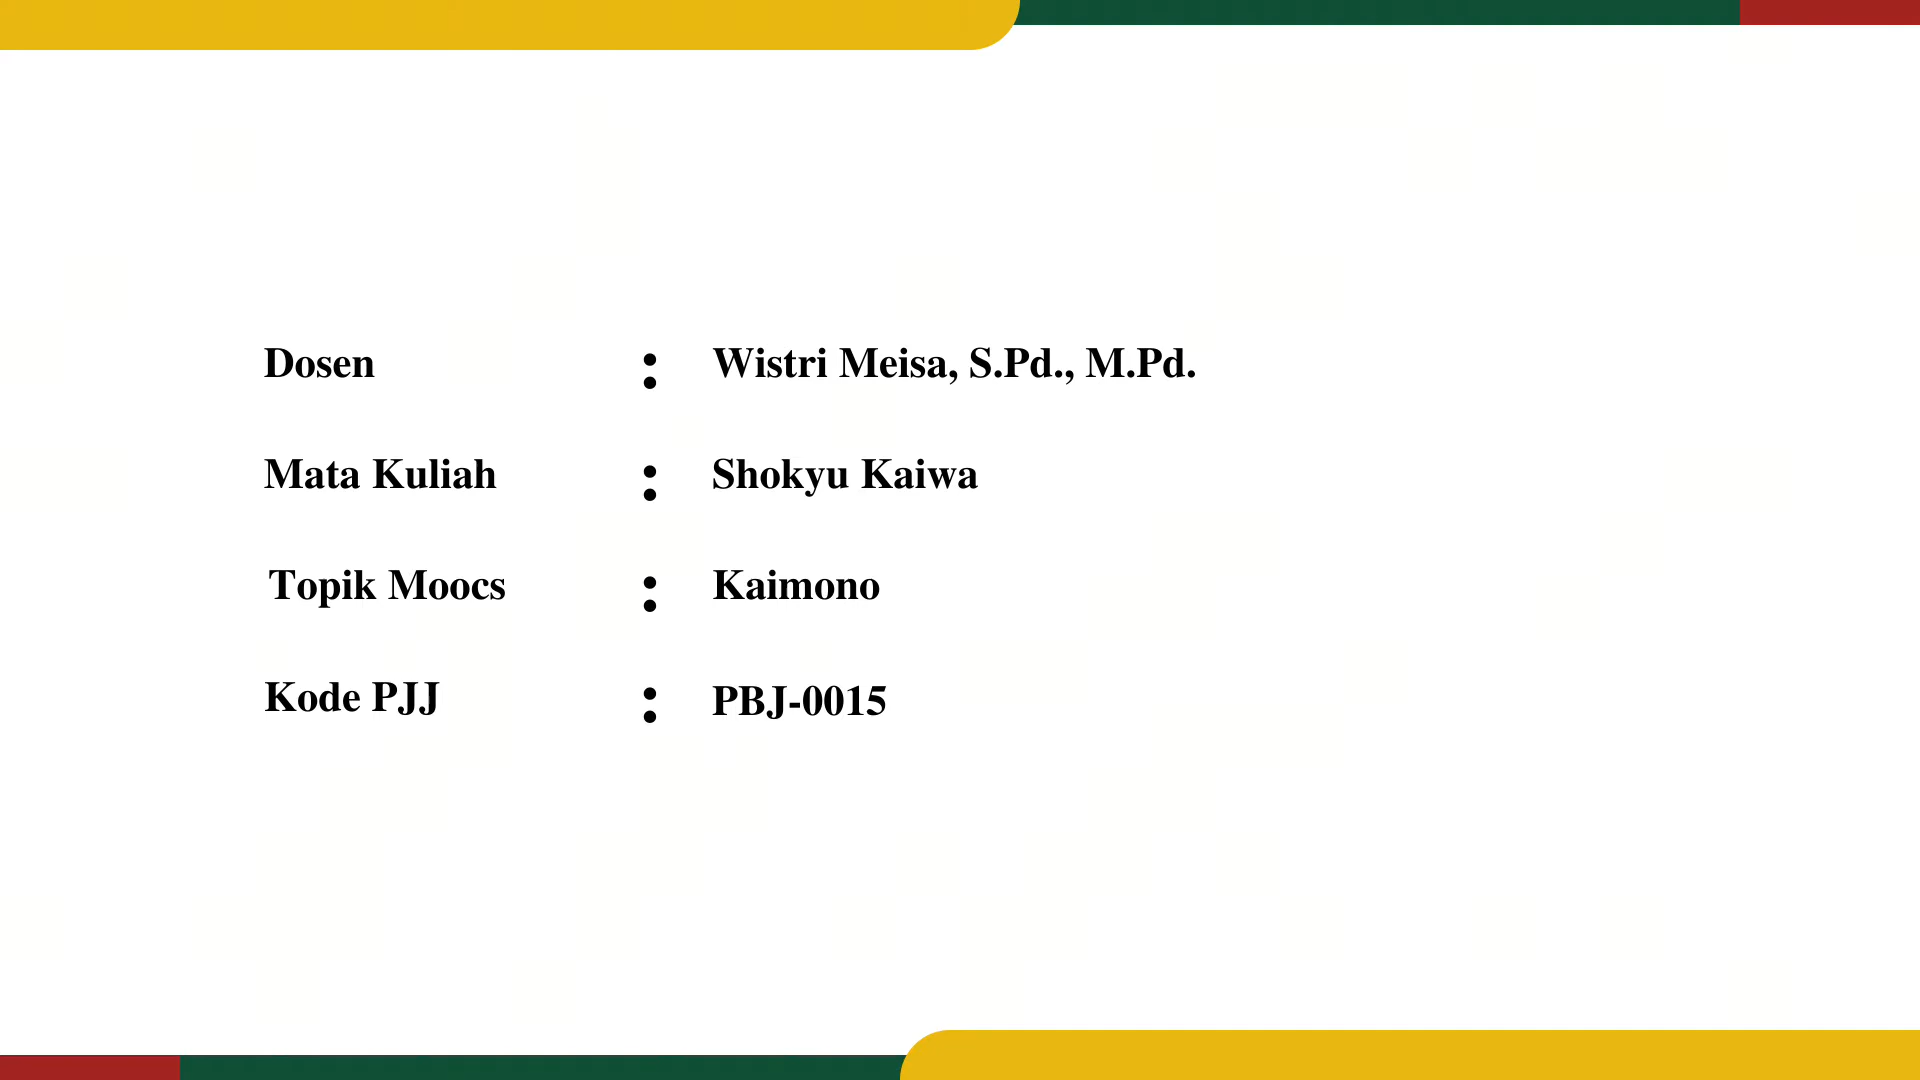 Dosen : Wistri Meisa, S.Pd., M.Pd.
Mata Kuliah : Shokyu Kaiwa
Topik Moocs : Kaimono
Kode PJJ : PBJ-0015